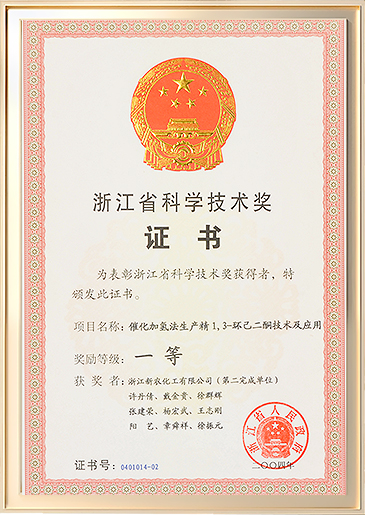 浙江省科学技术奖
证书
为表彰浙江省科学技术奖获得者，特
颁发此证书。
项目名称：催化加氢法生产精1,3-环己二酮技术及应用
奖励等级：一等
获奖者：浙江新农化工有限公司（第二完成单位）
许丹倩、戴金贵、徐群辉
张建荣、杨宏武、王志刚
阳艺、章舜祥、徐振元
浙江省人民政府
二〇〇四年
证书号：0401014-02